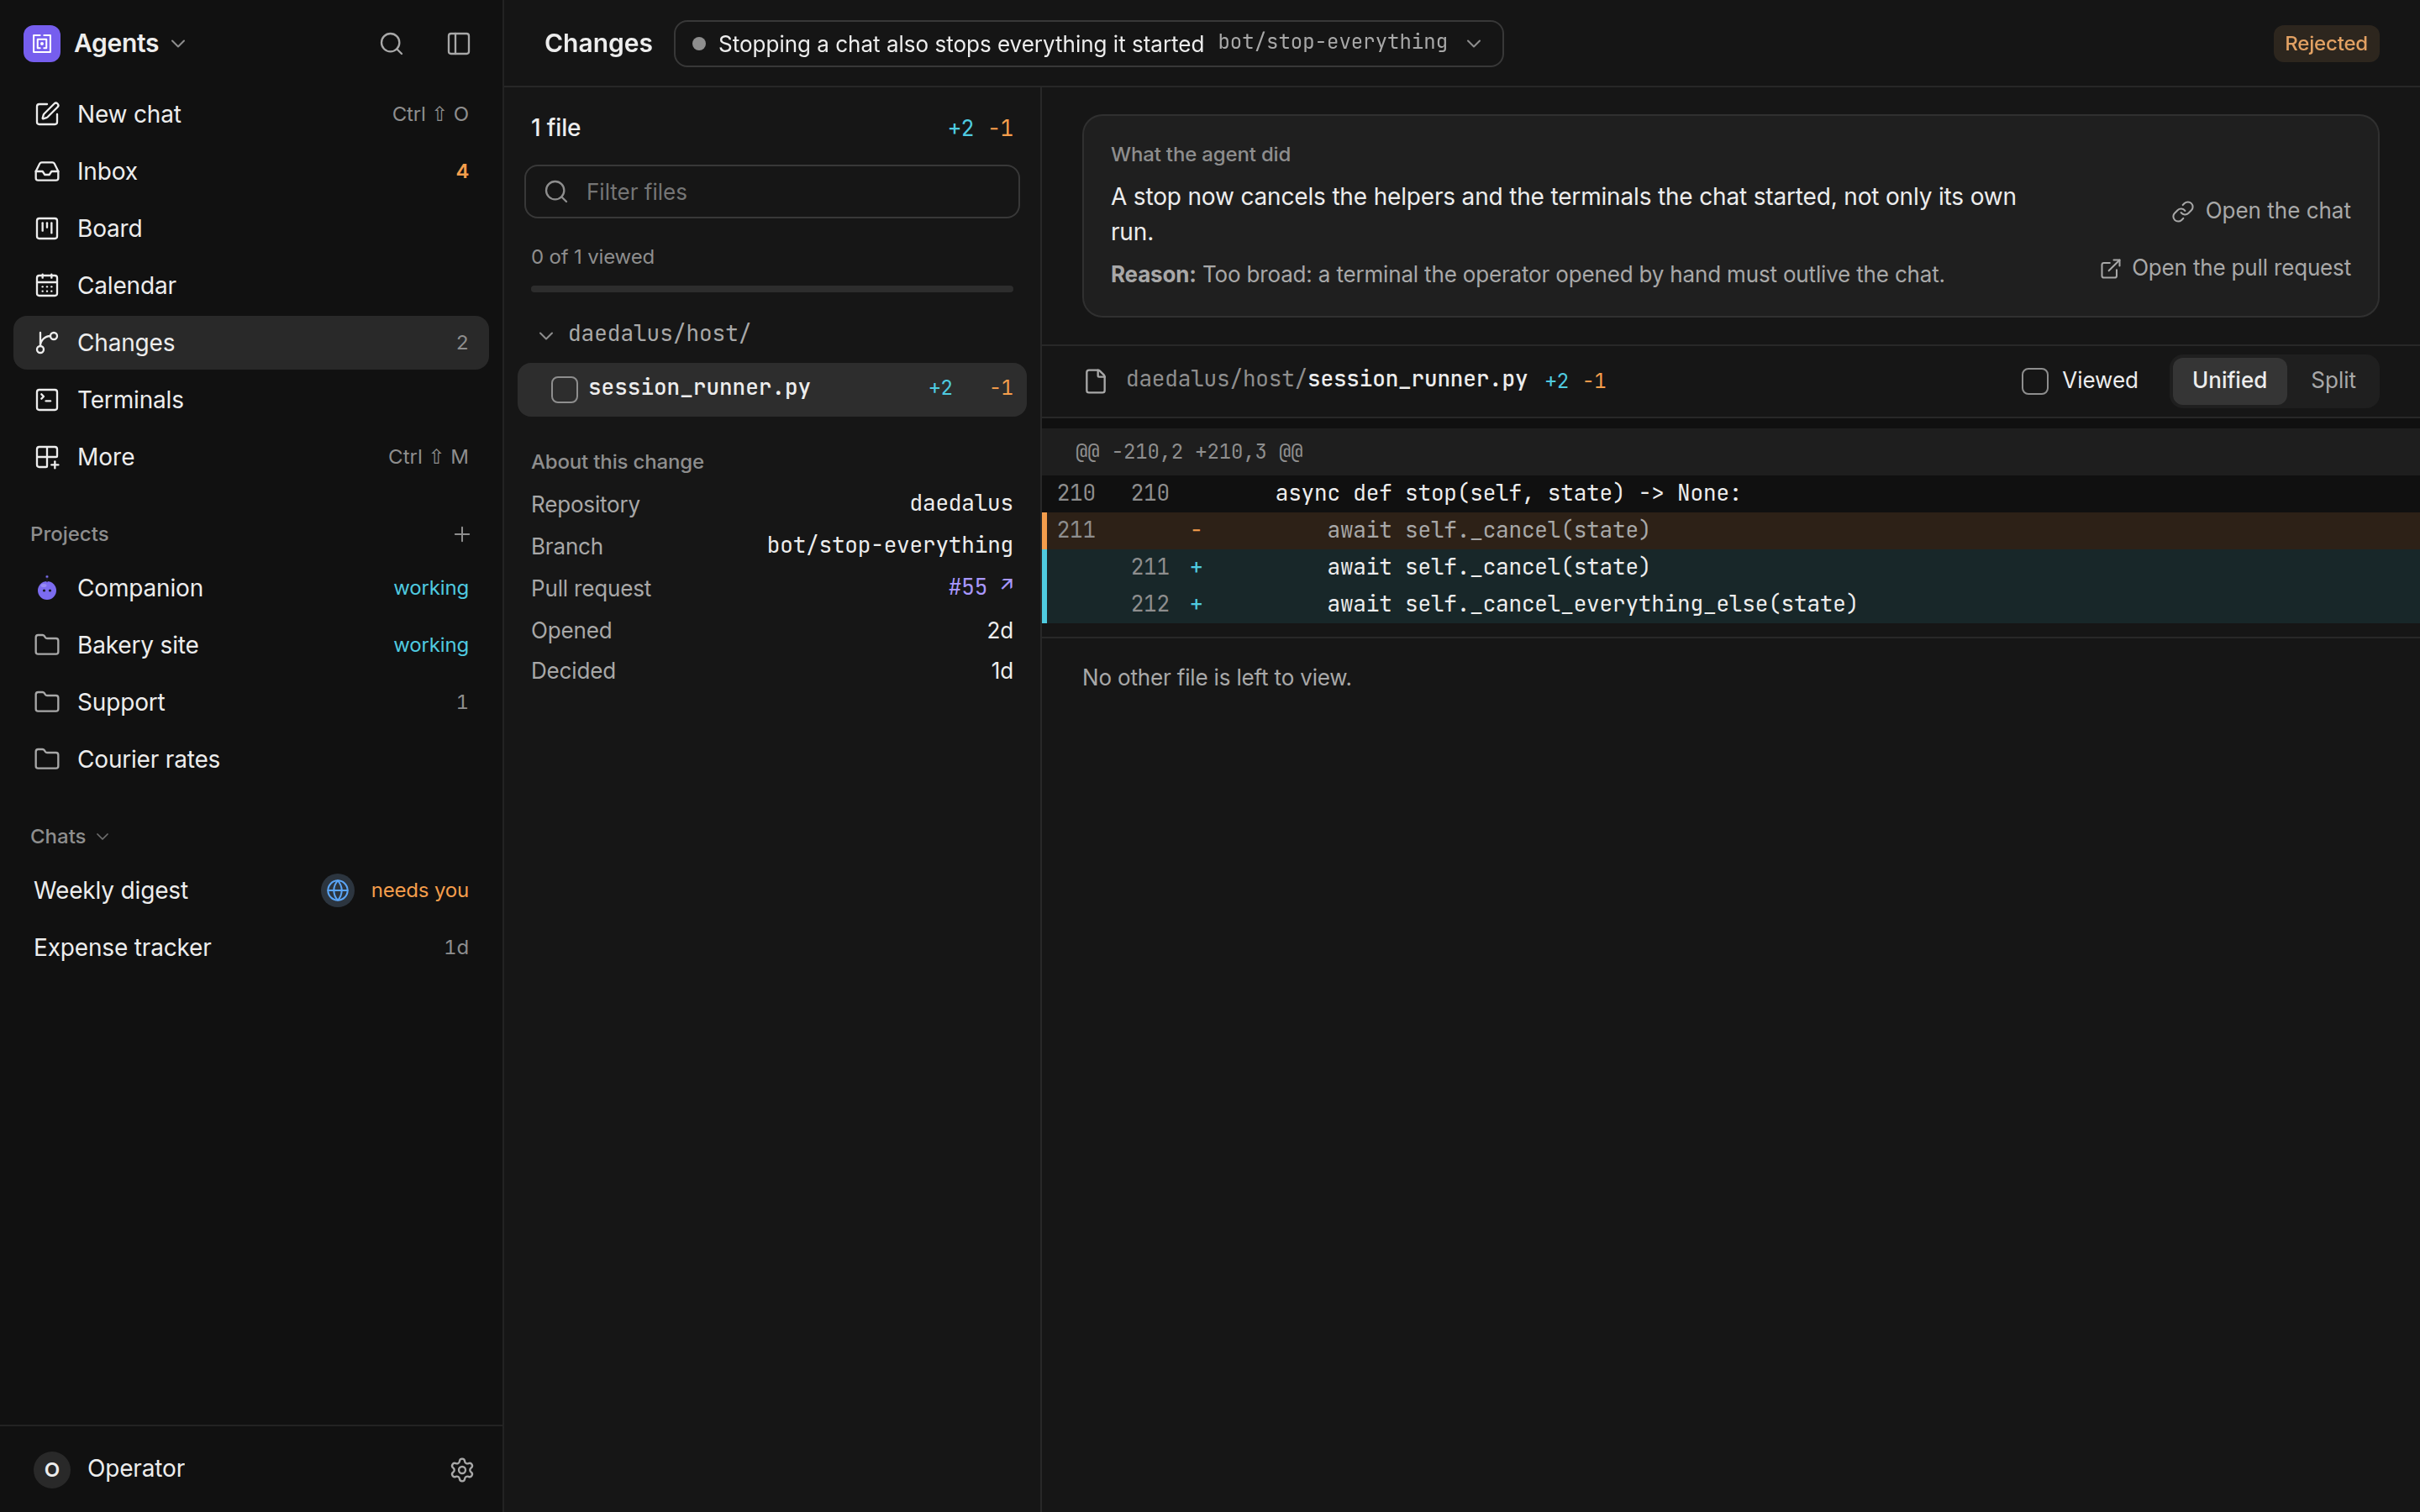 Agents
New chat Ctrl ⇧ O
Inbox 4
Board
Calendar
Changes 2
Terminals
More Ctrl ⇧ M
Projects
Companion working
Bakery site working
Support 1
Courier rates
Chats
Weekly digest needs you
Expense tracker 1d
O Operator
Changes Stopping a chat also stops everything it started bot/stop-everything Rejected
1 file +2 -1
Filter files
0 of 1 viewed
daedalus/host/
session_runner.py +2 -1
About this change
Repository daedalus
Branch bot/stop-everything
Pull request #55 ↗
Opened 2d
Decided 1d
What the agent did
A stop now cancels the helpers and the terminals the chat started, not only its own
run.
Reason: Too broad: a terminal the operator opened by hand must outlive the chat.
Open the chat
Open the pull request
daedalus/host/session_runner.py +2 -1 Viewed Unified Split
@@ -210,2 +210,3 @@
210 210 async def stop(self, state) -> None:
211 - await self._cancel(state)
211 + await self._cancel(state)
212 + await self._cancel_everything_else(state)
No other file is left to view.